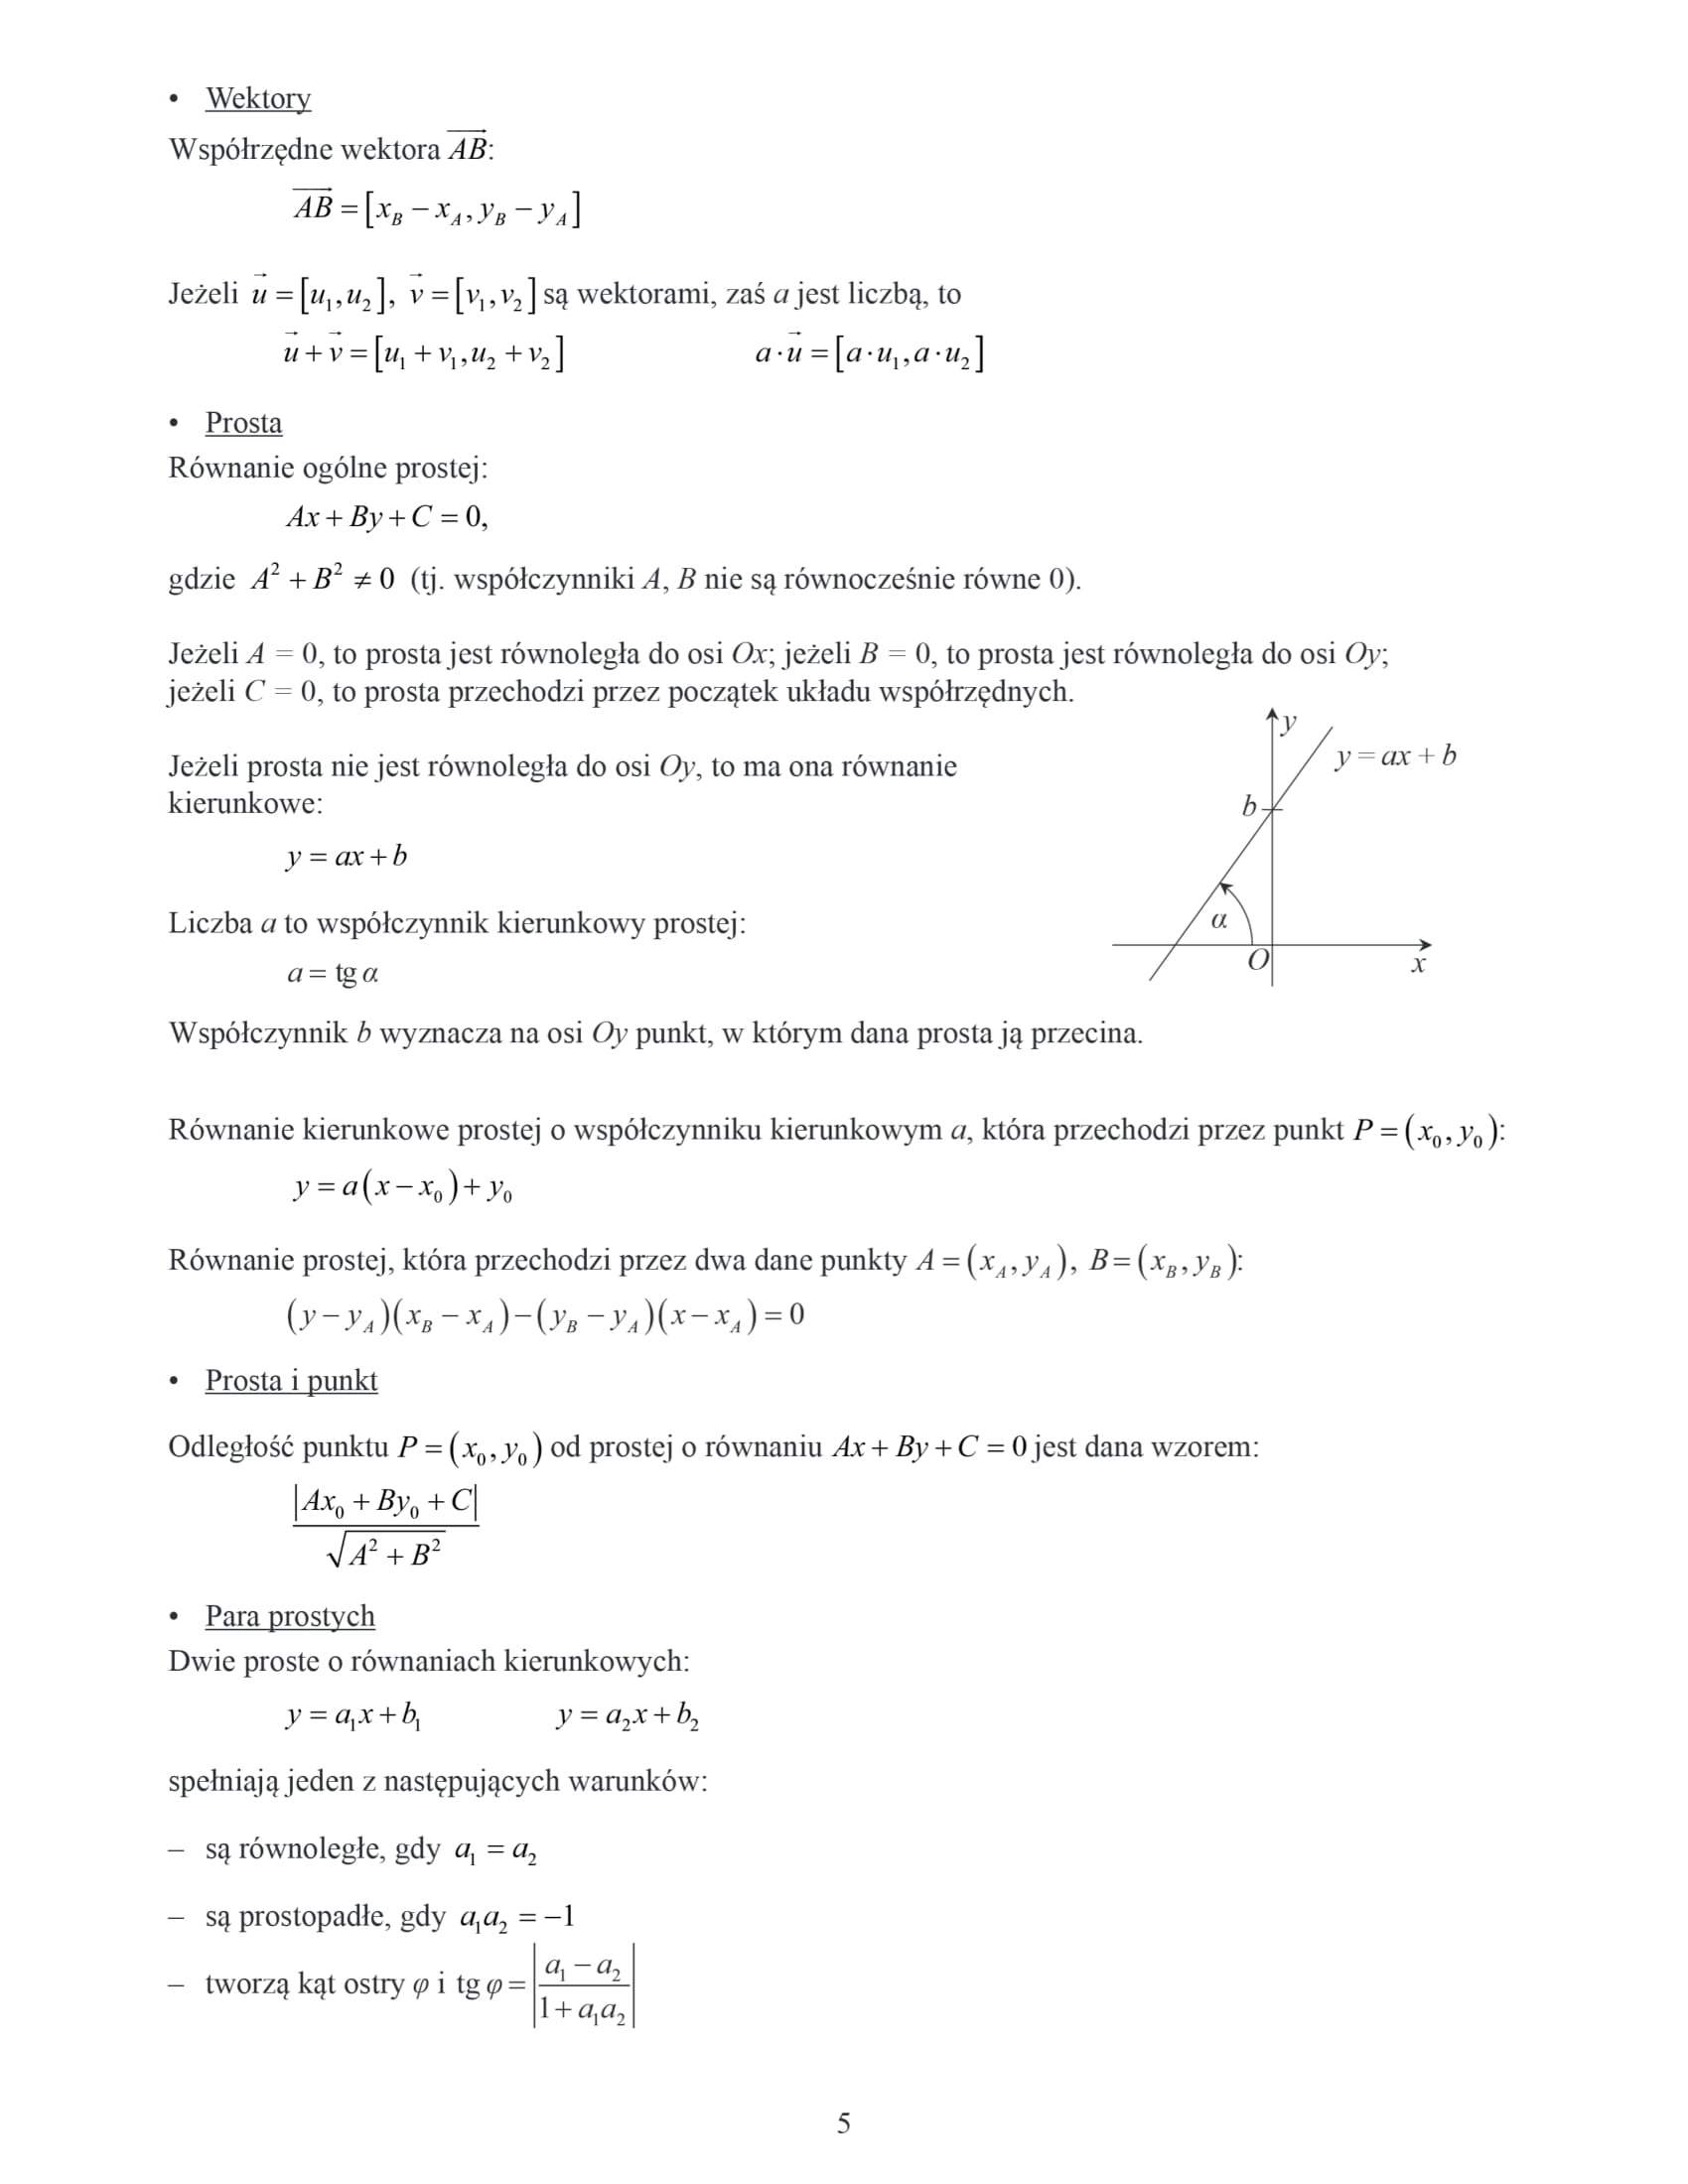 • Wektory
Współrzędne wektora $\overrightarrow{AB}$:
$\overrightarrow{AB} = [x_B - x_A, y_B - y_A]$
Jeżeli $\vec{u} = [u_1, u_2]$, $\vec{v} = [v_1, v_2]$ są wektorami, zaś a jest liczbą, to
$\vec{u} + \vec{v} = [u_1 + v_1, u_2 + v_2]$ $a \cdot \vec{u} = [a \cdot u_1, a \cdot u_2]$
• Prosta
Równanie ogólne prostej:
$Ax + By + C = 0,$
gdzie $A^2 + B^2 \neq 0$ (tj. współczynniki A, B nie są równocześnie równe 0).
Jeżeli A = 0, to prosta jest równoległa do osi Ox; jeżeli B = 0, to prosta jest równoległa do osi Oy;
jeżeli C = 0, to prosta przechodzi przez początek układu współrzędnych.
Jeżeli prosta nie jest równoległa do osi Oy, to ma ona równanie
kierunkowe:
$y = ax + b$
Liczba a to współczynnik kierunkowy prostej:
$a = \text{tg}\,\alpha$
y
y = ax + b
b
α
O
x
Współczynnik b wyznacza na osi Oy punkt, w którym dana prosta ją przecina.
Równanie kierunkowe prostej o współczynniku kierunkowym a, która przechodzi przez punkt $P = (x_0, y_0)$:
$y = a(x - x_0) + y_0$
Równanie prostej, która przechodzi przez dwa dane punkty $A = (x_A, y_A)$, $B = (x_B, y_B)$:
$(y - y_A)(x_B - x_A) - (y_B - y_A)(x - x_A) = 0$
• Prosta i punkt
Odległość punktu $P = (x_0, y_0)$ od prostej o równaniu $Ax + By + C = 0$ jest dana wzorem:
$\frac{|Ax_0 + By_0 + C|}{\sqrt{A^2 + B^2}}$
• Para prostych
Dwie proste o równaniach kierunkowych:
$y = a_1x + b_1$ $y = a_2x + b_2$
spełniają jeden z następujących warunków:
– są równoległe, gdy $a_1 = a_2$
– są prostopadłe, gdy $a_1a_2 = -1$
– tworzą kąt ostry φ i $\text{tg}\,\varphi = \left|\frac{a_1 - a_2}{1 + a_1a_2}\right|$
5